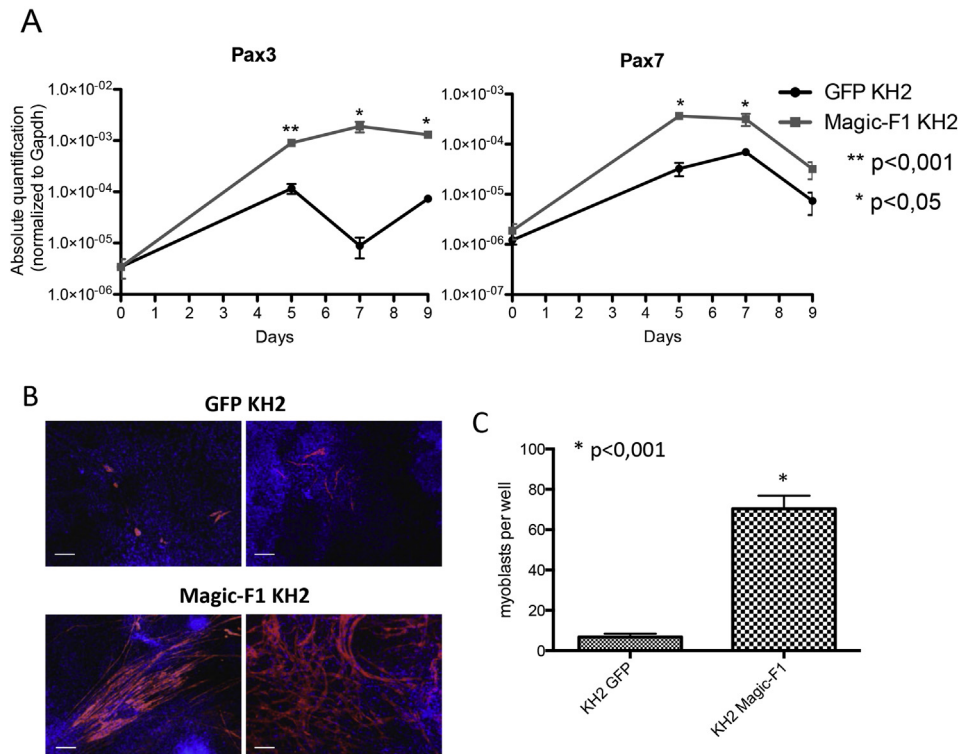 A
Pax3
Absolute quantification
(normalized to Gapdh)
1.0×10⁻⁰²
1.0×10⁻⁰³
1.0×10⁻⁰⁴
1.0×10⁻⁰⁵
1.0×10⁻⁰⁶
**
*
*
0 1 2 3 4 5 5 7 7 9
Days
Pax7
1.0×10⁻⁰³
1.0×10⁻⁰⁴
1.0×10⁻⁰⁵
1.0×10⁻⁰⁶
1.0×10⁻⁰⁷
*
*
0 1 2 3 4 5 5 7 7 9
Days
GFP KH2
Magic-F1 KH2
** p<0,001
* p<0,05
B
GFP KH2
Magic-F1 KH2
C
* p<0,001
myoblasts per well
100
80
60
40
20
0
*
KH2 GFP
KH2 Magic-F1